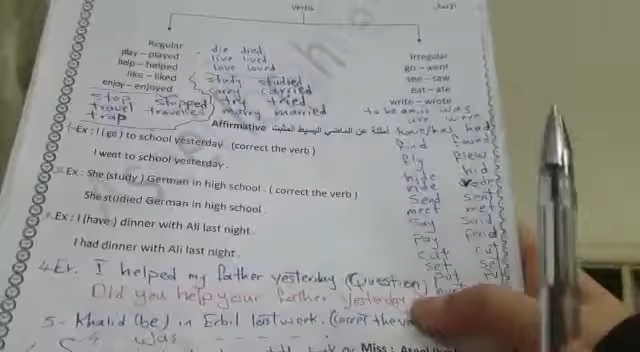 verbs
Regular
play – played
help – helped
like – liked
enjoy – enjoyed
die died
live lived
love loved
study studied
carry carried
try tried
marry married
stop stopped
travel travelled
trap
Irregular
go – went
see – saw
eat – ate
write – wrote
to be am is was
are were
have/has had
find found
fly flew
hide hid
ride rode
send sent
meet met
say said
pay paid
cut cut
set set
put put
Affirmative امثلة عن الماضي البسيط المثبت
1- Ex : I ( go ) to school yesterday . (correct the verb )
I went to school yesterday .
2. Ex : She (study ) German in high school . ( correct the verb )
She studied German in high school
3. Ex : I (have ) dinner with Ali last night .
I had dinner with Ali last night .
4. Ex. I helped my father yesterday (Question)
Did you help your father yesterday
5 - Khalid (be) in Erbil last week. (correct the
was
Miss :